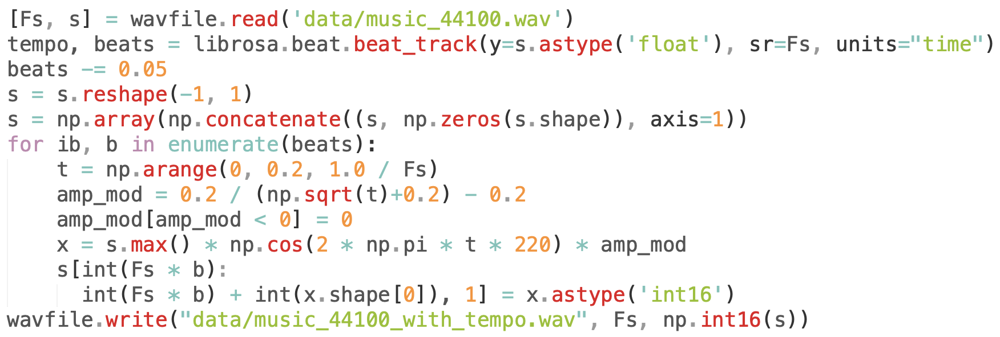 [Fs, s] = wavfile.read('data/music_44100.wav')
tempo, beats = librosa.beat.beat_track(y=s.astype('float'), sr=Fs, units="time")
beats -= 0.05
s = s.reshape(-1, 1)
s = np.array(np.concatenate((s, np.zeros(s.shape)), axis=1))
for ib, b in enumerate(beats):
    t = np.arange(0, 0.2, 1.0 / Fs)
    amp_mod = 0.2 / (np.sqrt(t)+0.2) - 0.2
    amp_mod[amp_mod < 0] = 0
    x = s.max() * np.cos(2 * np.pi * t * 220) * amp_mod
    s[int(Fs * b):
      int(Fs * b) + int(x.shape[0]), 1] = x.astype('int16')
wavfile.write("data/music_44100_with_tempo.wav", Fs, np.int16(s))